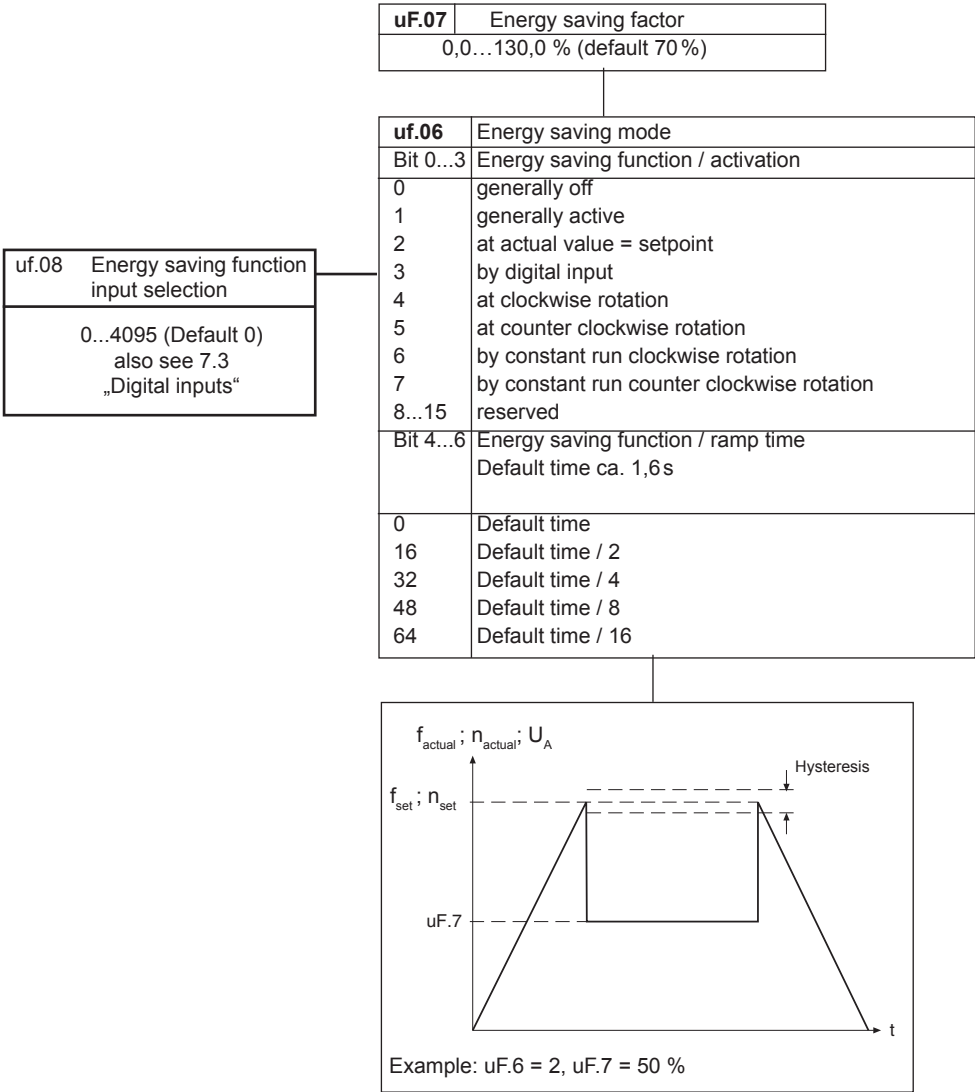 uF.07 Energy saving factor
0,0…130,0 % (default 70 %)
uf.06 Energy saving mode
Bit 0...3 Energy saving function / activation
0 generally off
1 generally active
2 at actual value = setpoint
3 by digital input
4 at clockwise rotation
5 at counter clockwise rotation
6 by constant run clockwise rotation
7 by constant run counter clockwise rotation
8...15 reserved
Bit 4...6 Energy saving function / ramp time
Default time ca. 1,6 s
0 Default time
16 Default time / 2
32 Default time / 4
48 Default time / 8
64 Default time / 16
uf.08 Energy saving function
input selection
0...4095 (Default 0)
also see 7.3
„Digital inputs“
f actual ; n actual; U A
Hysteresis
f set ; n set
uF.7
t
Example: uF.6 = 2, uF.7 = 50 %